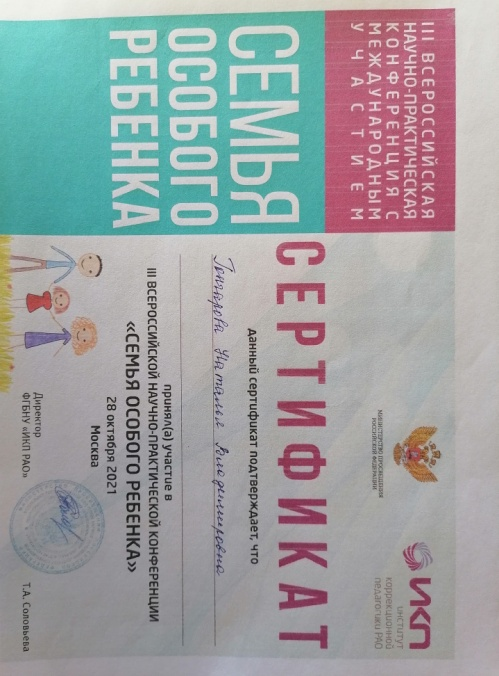 III ВСЕРОССИЙСКАЯ
НАУЧНО-ПРАКТИЧЕСКАЯ
КОНФЕРЕНЦИЯ С
МЕЖДУНАРОДНЫМ
УЧАСТИЕМ
СЕМЬЯ
ОСОБОГО
РЕБЕНКА
МИНИСТЕРСТВО ПРОСВЕЩЕНИЯ
РОССИЙСКОЙ ФЕДЕРАЦИИ
ИКП
ИНСТИТУТ
коррекционной
педагогики РАО
СЕРТИФИКАТ
данный сертификат подтверждает, что
Гончарова Наталья Владимировна
принял(а) участие в
III ВСЕРОССИЙСКОЙ НАУЧНО-ПРАКТИЧЕСКОЙ КОНФЕРЕНЦИИ
«СЕМЬЯ ОСОБОГО РЕБЕНКА»
28 октября 2021
Москва
Директор
ФГБНУ «ИКП РАО»
Т.А. Соловьева